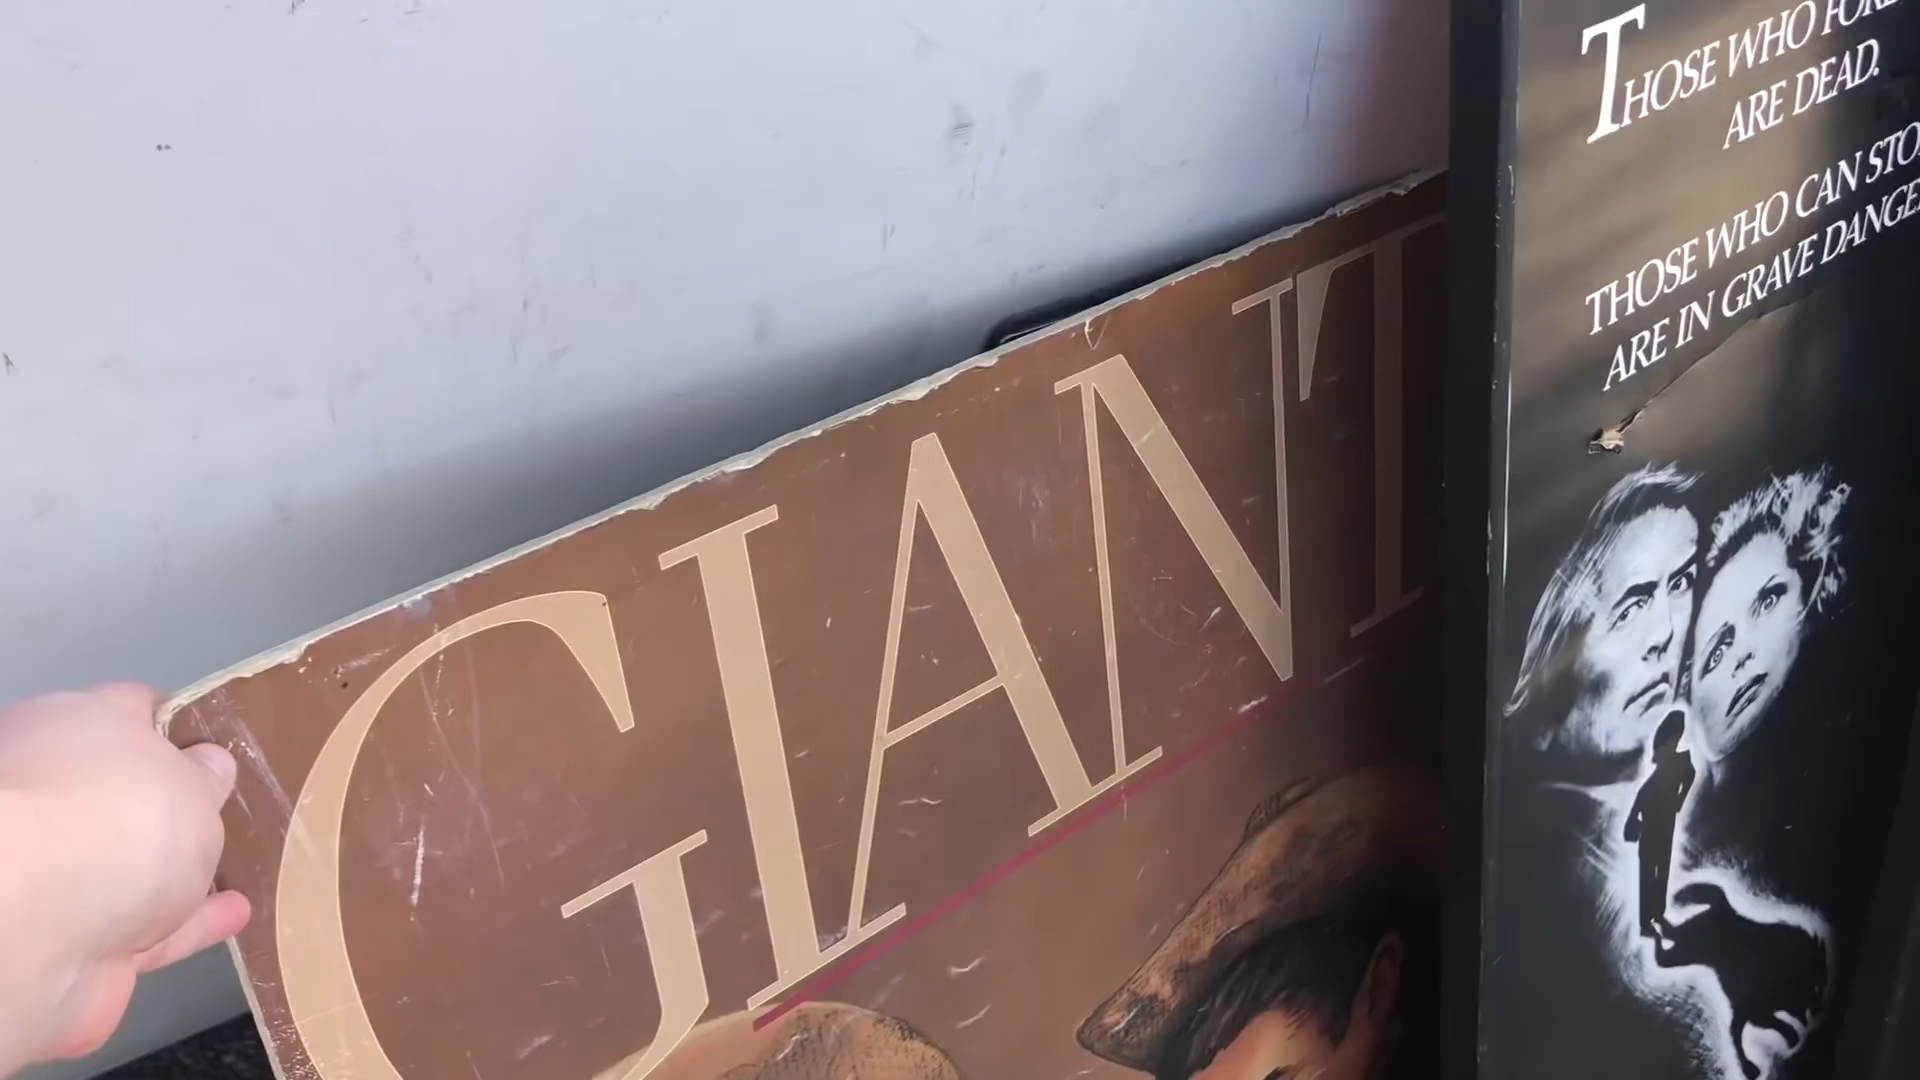 GIANT
THOSE WHO
ARE DEAD.
THOSE WHO CAN
ARE IN GRAVE